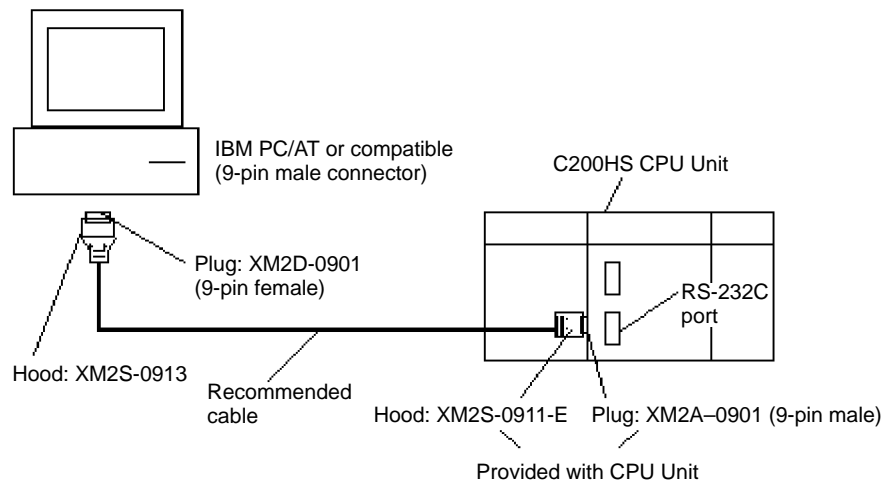 IBM PC/AT or compatible
(9-pin male connector)
C200HS CPU Unit
Plug: XM2D-0901
(9-pin female)
RS-232C
port
Hood: XM2S-0913
Recommended
cable
Hood: XM2S-0911-E
Plug: XM2A–0901 (9-pin male)
Provided with CPU Unit